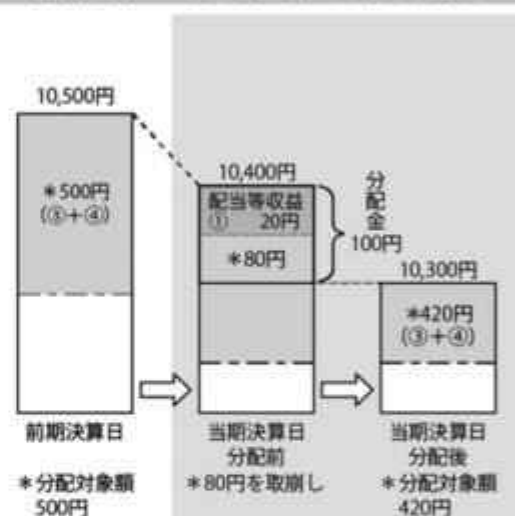 10,500円
＊500円
(③+④)
前期決算日
＊分配対象額
500円
10,400円
配当等収益
① 20円
＊80円
分配金
100円
当期決算日
分配前
＊80円を取崩し
10,300円
＊420円
(③+④)
当期決算日
分配後
＊分配対象額
420円